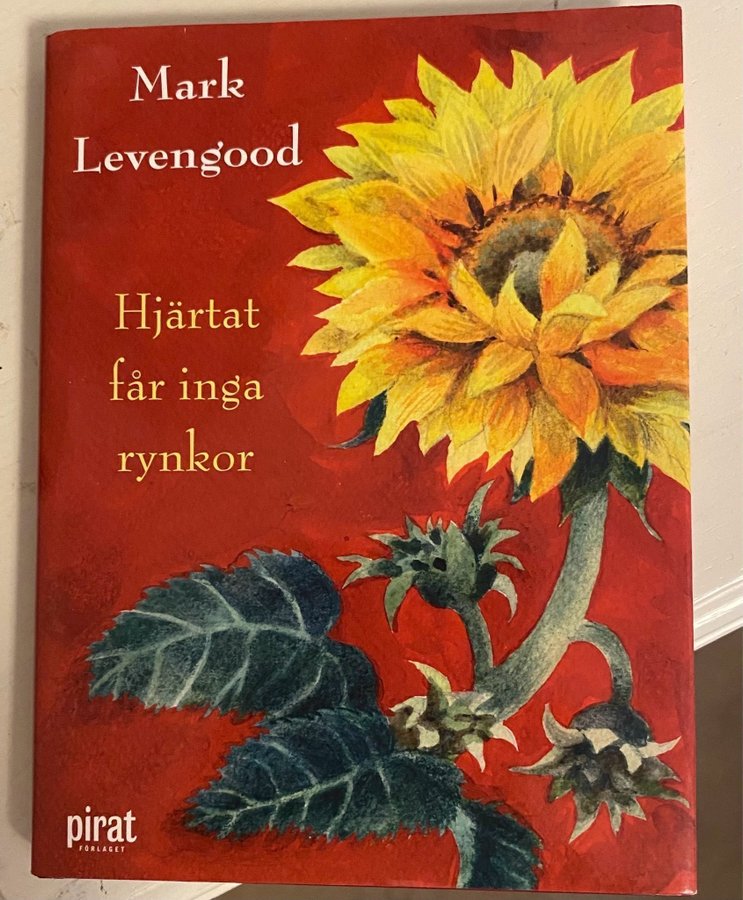 Mark
Levengood
Hjärtat
får inga
rynkor
pirat
FÖRLAGET